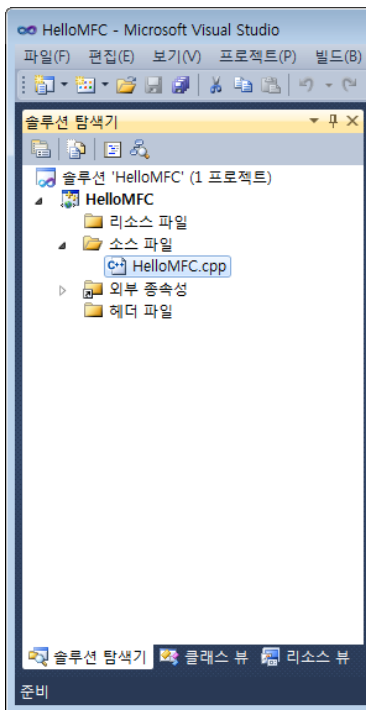 HelloMFC - Microsoft Visual Studio
파일(F) 편집(E) 보기(V) 프로젝트(P) 빌드(B)
솔루션 탐색기
솔루션 'HelloMFC' (1 프로젝트)
HelloMFC
리소스 파일
소스 파일
HelloMFC.cpp
외부 종속성
헤더 파일
솔루션 탐색기 클래스 뷰 리소스 뷰
준비